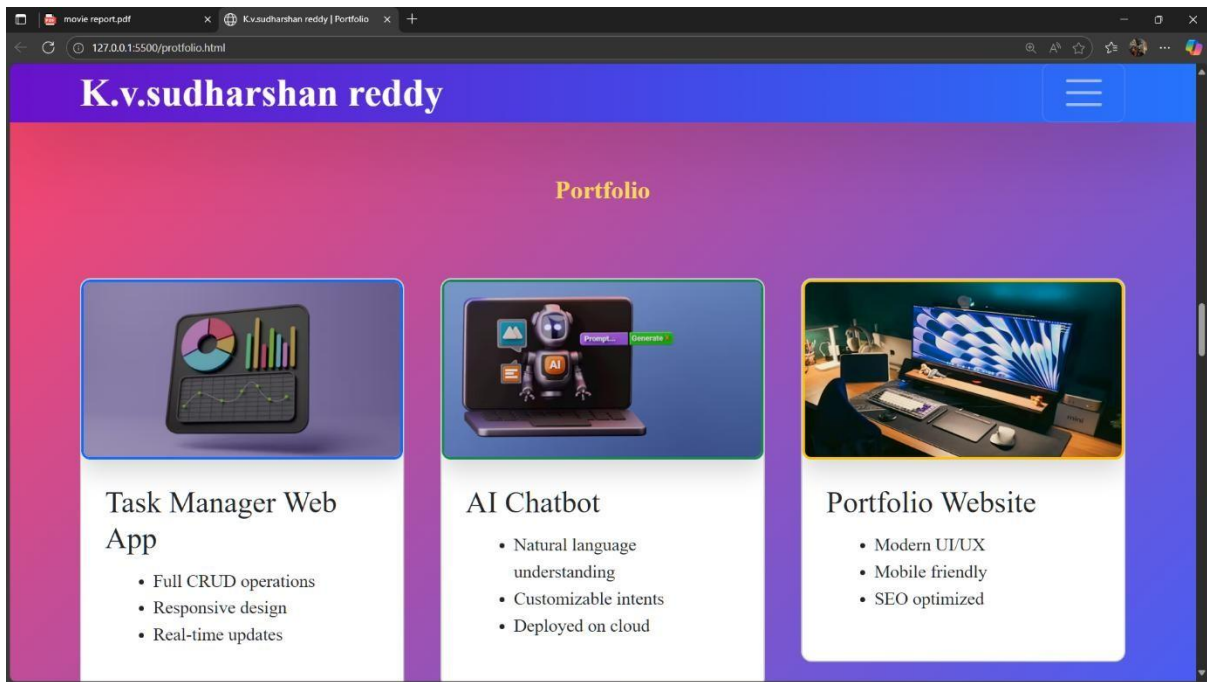 movie report.pdf
K.v.sudharshan reddy | Portfolio
127.0.0.1:5500/protfolio.html
K.v.sudharshan reddy
Portfolio
Prompt...
Generate
AI
Task Manager Web
App
• Full CRUD operations
• Responsive design
• Real-time updates
AI Chatbot
• Natural language
understanding
• Customizable intents
• Deployed on cloud
Portfolio Website
• Modern UI/UX
• Mobile friendly
• SEO optimized